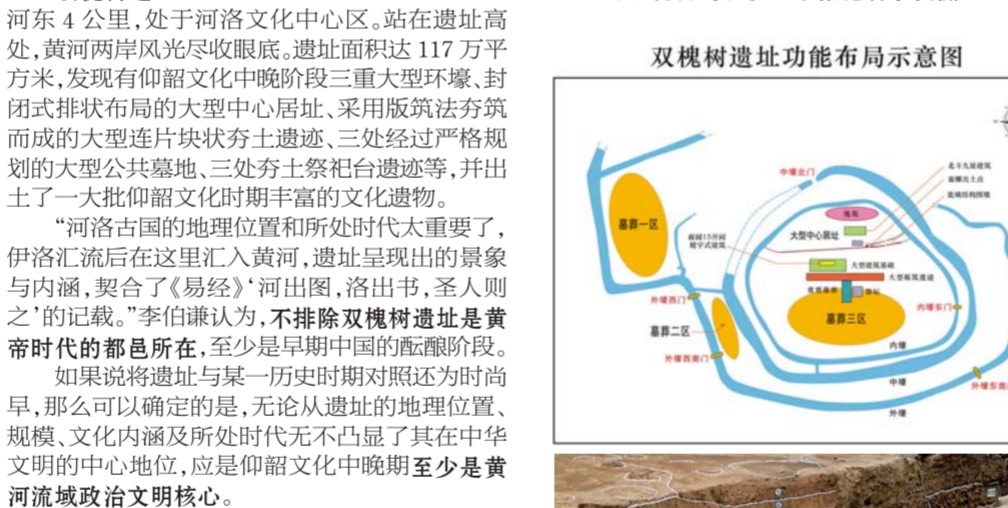 河东 4 公里，处于河洛文化中心区。站在遗址高
处，黄河两岸风光尽收眼底。遗址面积达 117 万平
方米，发现有仰韶文化中晚阶段三重大型环壕、封
闭式排状布局的大型中心居址、采用版筑法夯筑
而成的大型连片块状夯土遗迹、三处经过严格规
划的大型公共墓地、三处夯土祭祀台遗迹等，并出
土了一大批仰韶文化时期丰富的文化遗物。
“河洛古国的地理位置和所处时代太重要了，
伊洛汇流后在这里汇入黄河，遗址呈现出的景象
与内涵，契合了《易经》‘河出图，洛出书，圣人则
之’的记载。”李伯谦认为，不排除双槐树遗址是黄
帝时代的都邑所在，至少是早期中国的酝酿阶段。
如果说将遗址与某一历史时期对照还为时尚
早，那么可以确定的是，无论从遗址的地理位置、
规模、文化内涵及所处时代无不凸显了其在中华
文明的中心地位，应是仰韶文化中晚期至少是黄
河流域政治文明核心。
双槐树遗址功能布局示意图
中壕北门
北斗九星建筑
墓葬一区
大型中心居址
大型建筑基础
大型版筑遗迹
外壕西门
墓葬三区
内壕东门
墓葬二区
内壕
外壕西南门
中壕
外壕东南
外壕